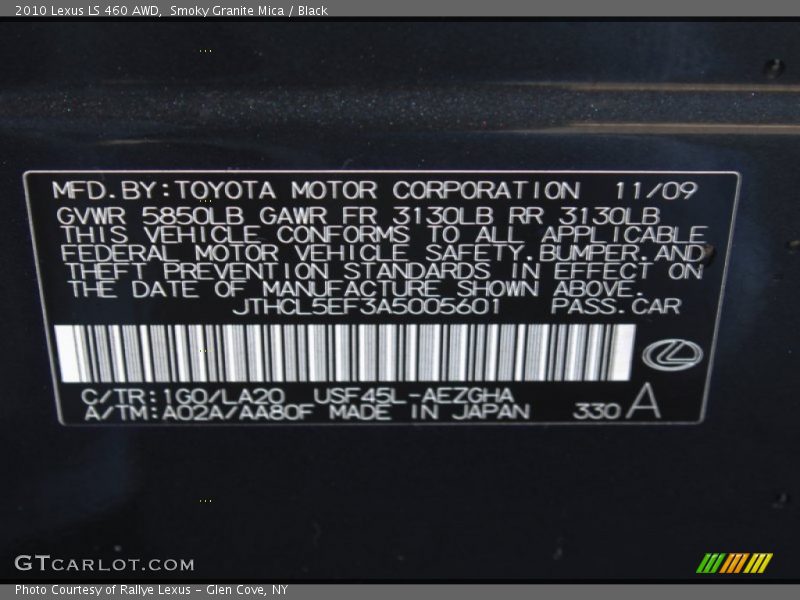 2010 Lexus LS 460 AWD, Smoky Granite Mica / Black
MFD.BY:TOYOTA MOTOR CORPORATION 11/09
GVWR 5850LB GAWR FR 3130LB RR 3130LB
THIS VEHICLE CONFORMS TO ALL APPLICABLE
FEDERAL MOTOR VEHICLE SAFETY.BUMPER.AND
THEFT PREVENTION STANDARDS IN EFFECT ON
THE DATE OF MANUFACTURE SHOWN ABOVE.
JTHCL5EF3A5005601 PASS.CAR
C/TR:1G0/LA20 USF45L-AEZGHA
A/TM:A02A/AA80F MADE IN JAPAN 330 A
GTCARLOT.COM
Photo Courtesy of Rallye Lexus - Glen Cove, NY